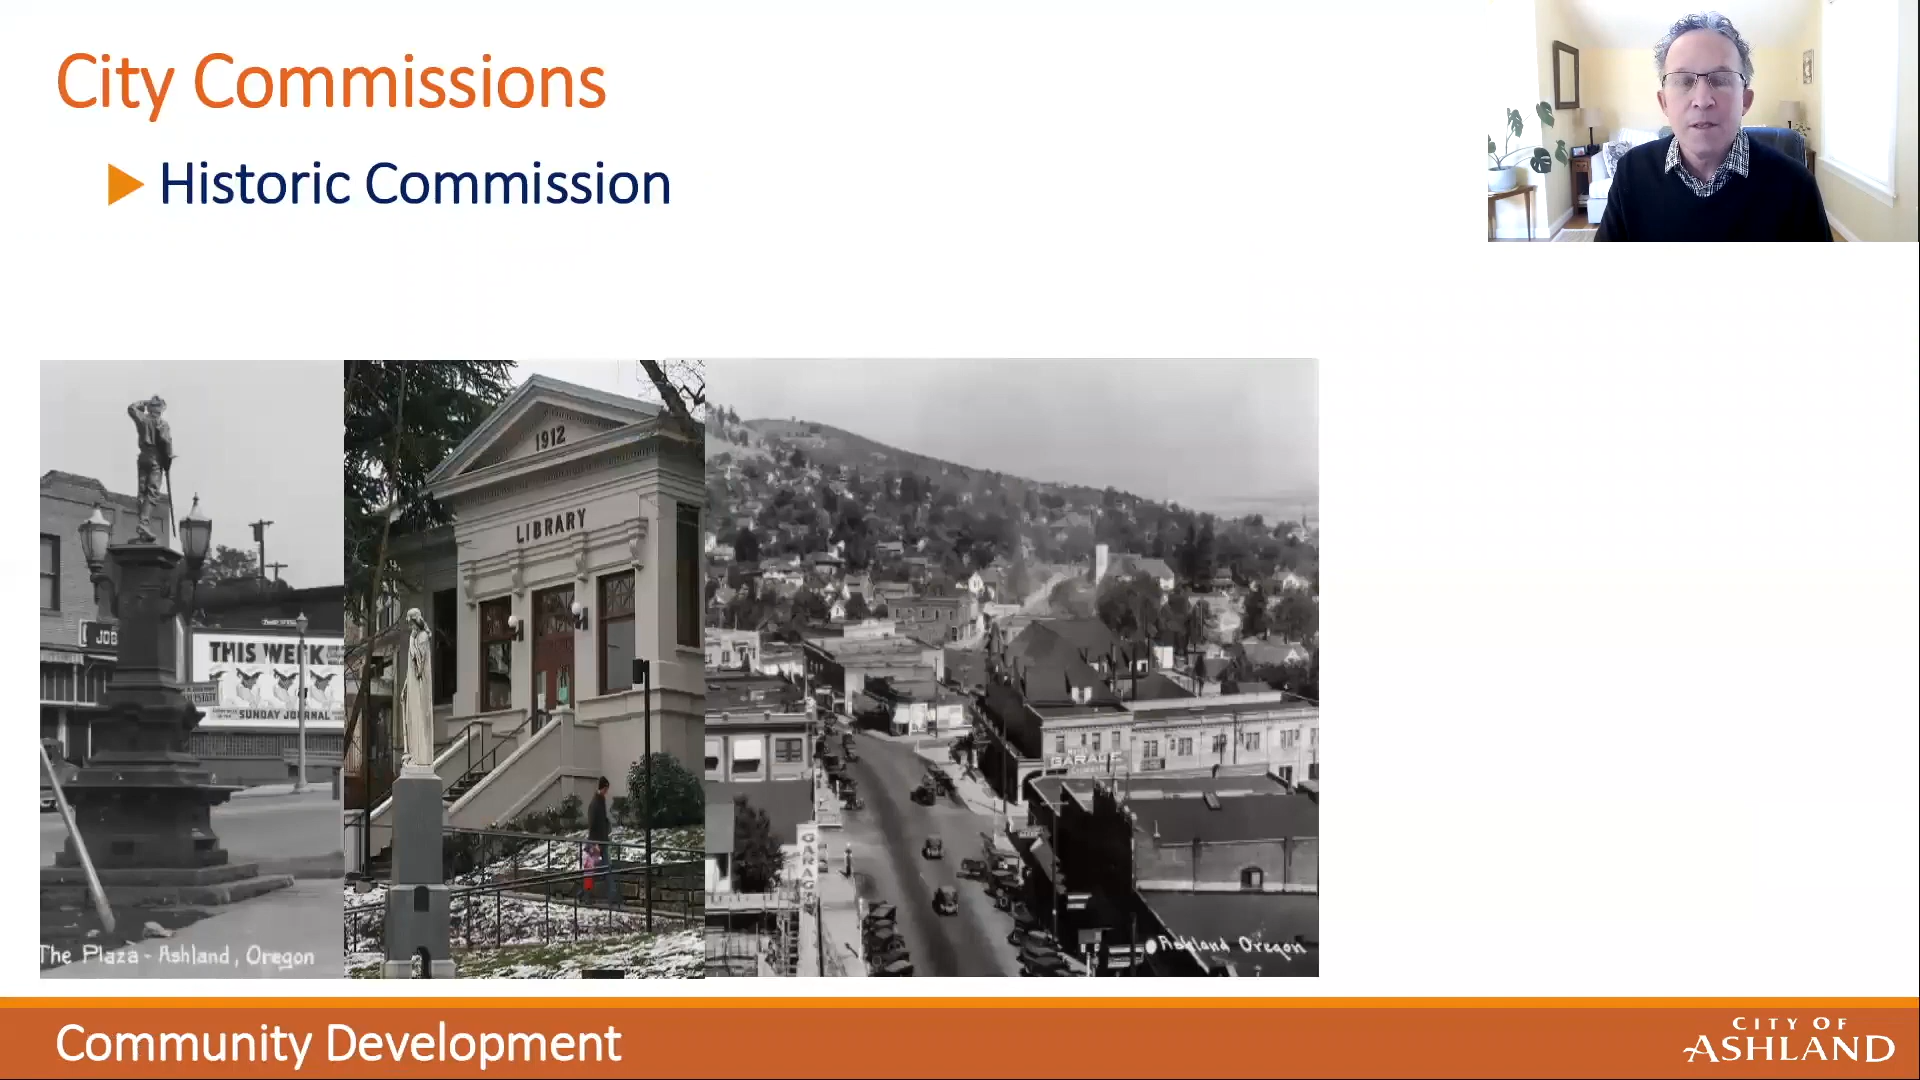 City Commissions
Historic Commission
1912
LIBRARY
JOB
THIS WEEK
SUNDAY JOURNAL
The Plaza - Ashland, Oregon
GARAGE
GARAG
Ashland Oregon
Community Development
CITY OF
ASHLAND